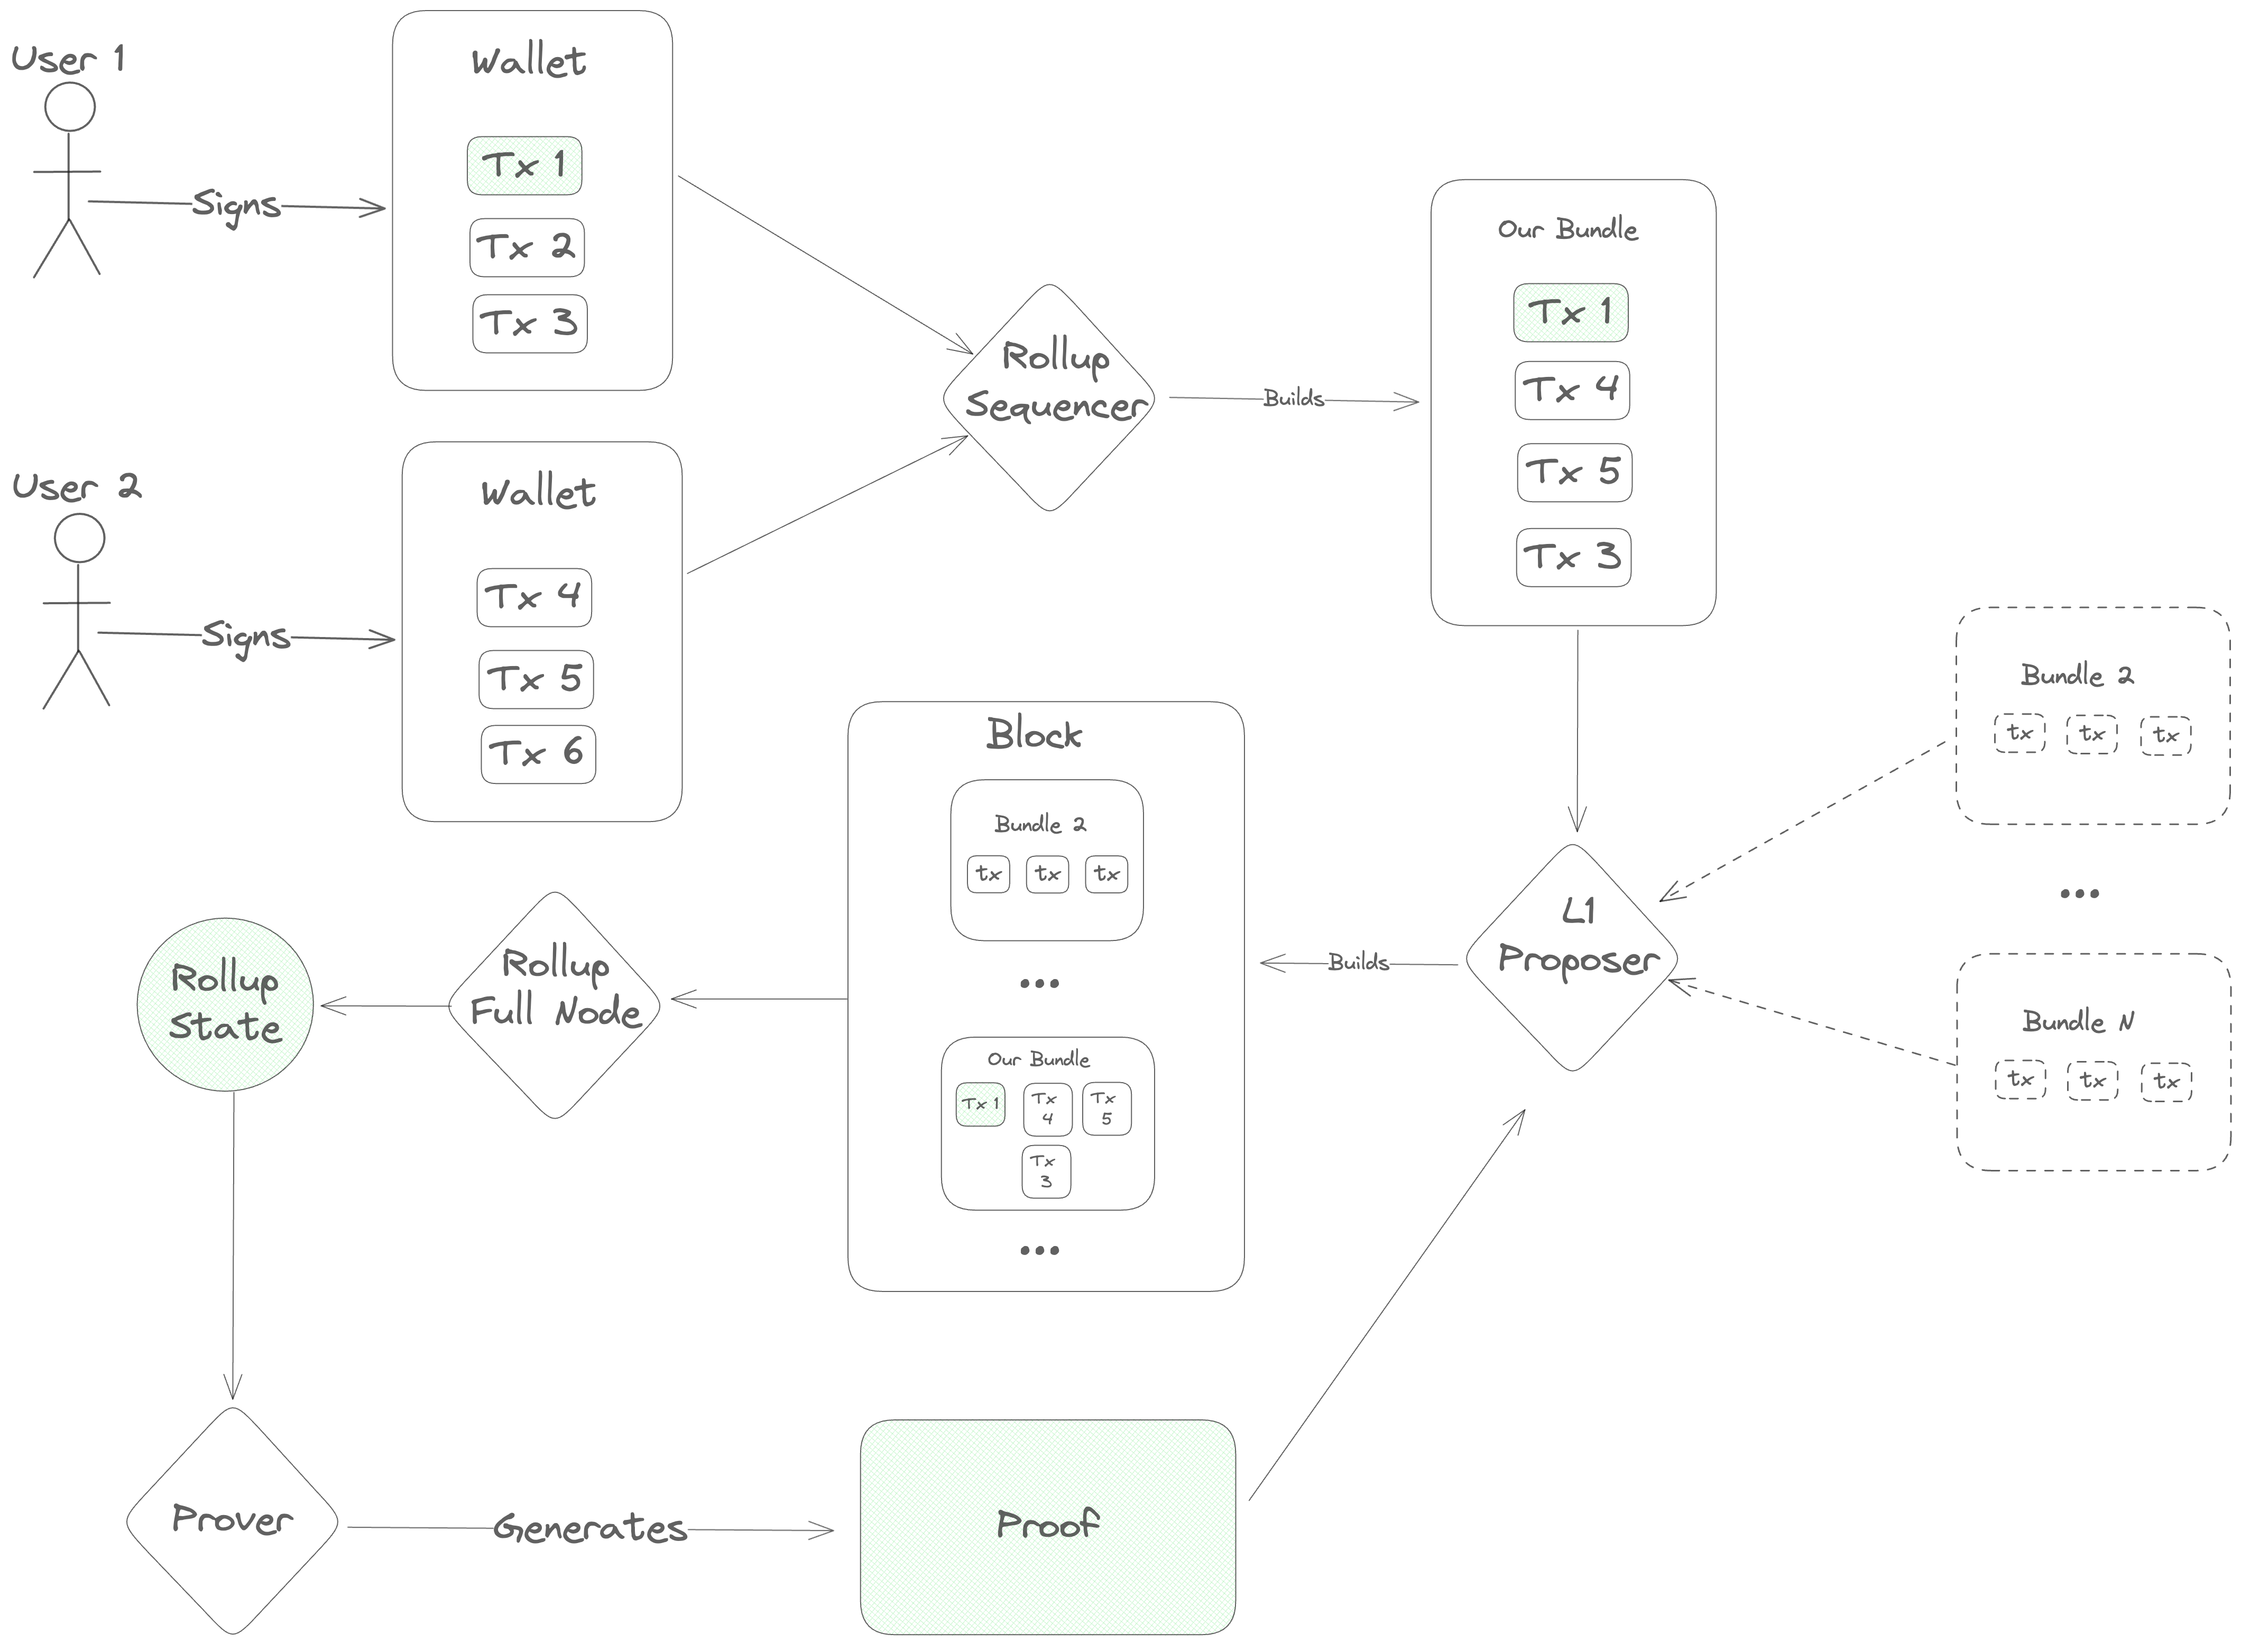 User 1
Wallet
Tx 1
Signs
Tx 2
Tx 3
User 2
Wallet
Signs
Tx 4
Tx 5
Tx 6
Rollup
Sequencer
Builds
Our Bundle
Tx 1
Tx 4
Tx 5
Tx 3
Bundle 2
tx tx tx
...
Bundle N
tx tx tx
L1
Proposer
Builds
Block
Bundle 2
tx tx tx
...
Our Bundle
Tx 1
Tx
4
Tx
5
Tx
3
...
Rollup
Full Node
Rollup
State
Prover
Generates
Proof